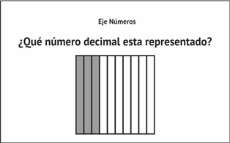 Eje Números
¿Qué número decimal esta representado?